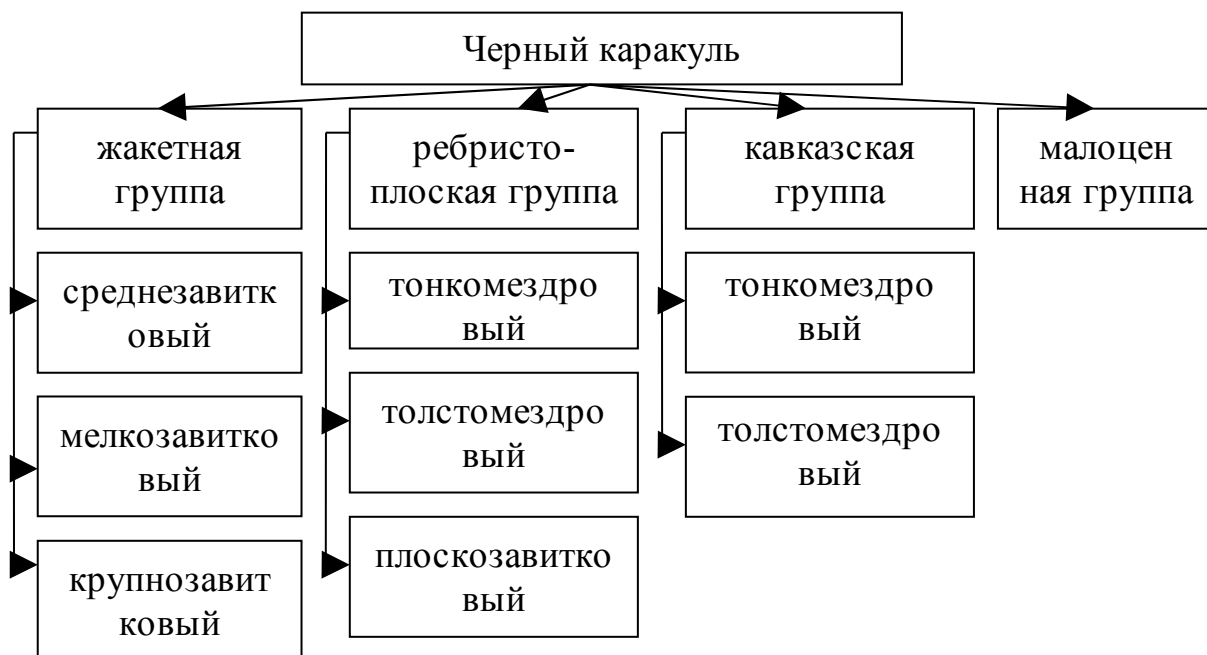 Черный каракуль
жакетная
группа
ребристо-
плоская группа
кавказская
группа
малоцен
ная группа
среднезавитк
овый
тонкомездро
вый
тонкомездро
вый
мелкозавитко
вый
толстомездро
вый
толстомездро
вый
крупнозавит
ковый
плоскозавитко
вый